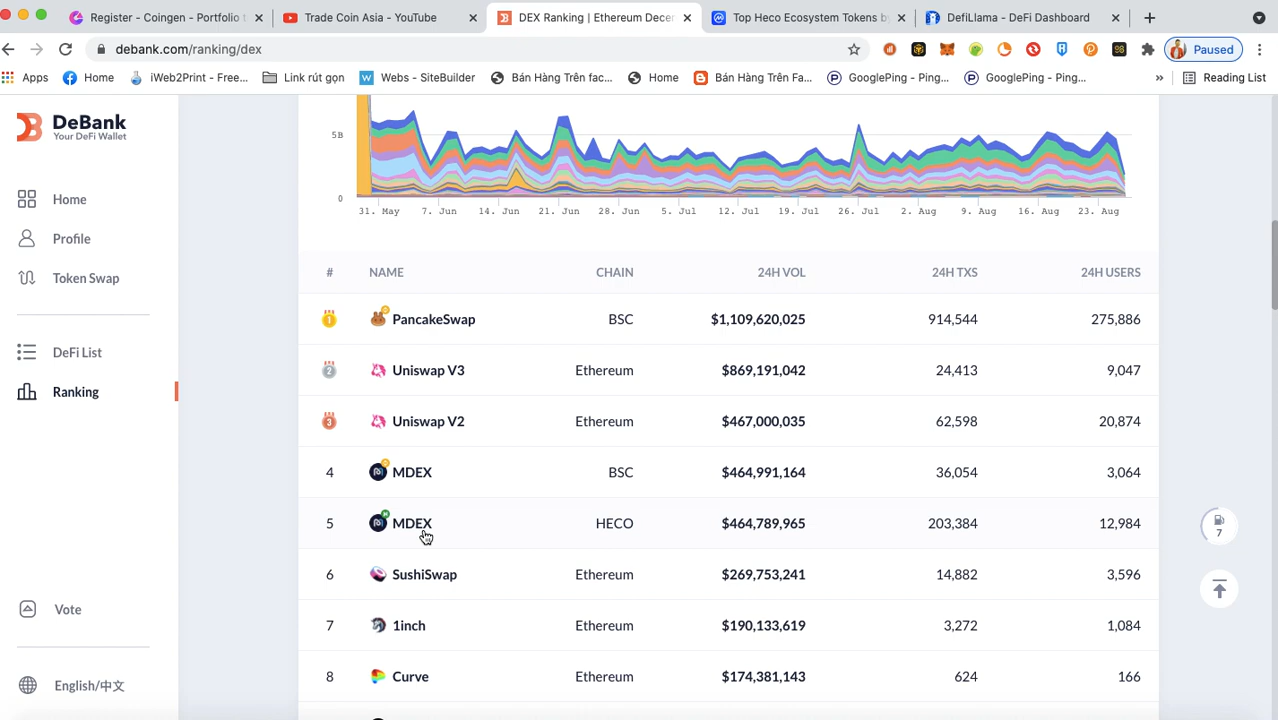 Register - Coingen - Portfolio t
Trade Coin Asia - YouTube
DEX Ranking | Ethereum Decen
Top Heco Ecosystem Tokens by
DefiLlama - DeFi Dashboard
debank.com/ranking/dex
Paused
Apps
Home
iWeb2Print - Free...
Link rút gọn
Webs - SiteBuilder
Bán Hàng Trên fac...
Home
Bán Hàng Trên Fa...
GooglePing - Ping...
GooglePing - Ping...
»
Reading List
DeBank
Your DeFi Wallet
Home
Profile
Token Swap
DeFi List
Ranking
Vote
English/中文
5B
0
31. May 7. Jun 14. Jun 21. Jun 28. Jun 5. Jul 12. Jul 19. Jul 26. Jul 2. Aug 9. Aug 16. Aug 23. Aug
# NAME CHAIN 24H VOL 24H TXS 24H USERS
1 PancakeSwap BSC $1,109,620,025 914,544 275,886
2 Uniswap V3 Ethereum $869,191,042 24,413 9,047
3 Uniswap V2 Ethereum $467,000,035 62,598 20,874
4 MDEX BSC $464,991,164 36,054 3,064
5 MDEX HECO $464,789,965 203,384 12,984
6 SushiSwap Ethereum $269,753,241 14,882 3,596
7 1inch Ethereum $190,133,619 3,272 1,084
8 Curve Ethereum $174,381,143 624 166
7